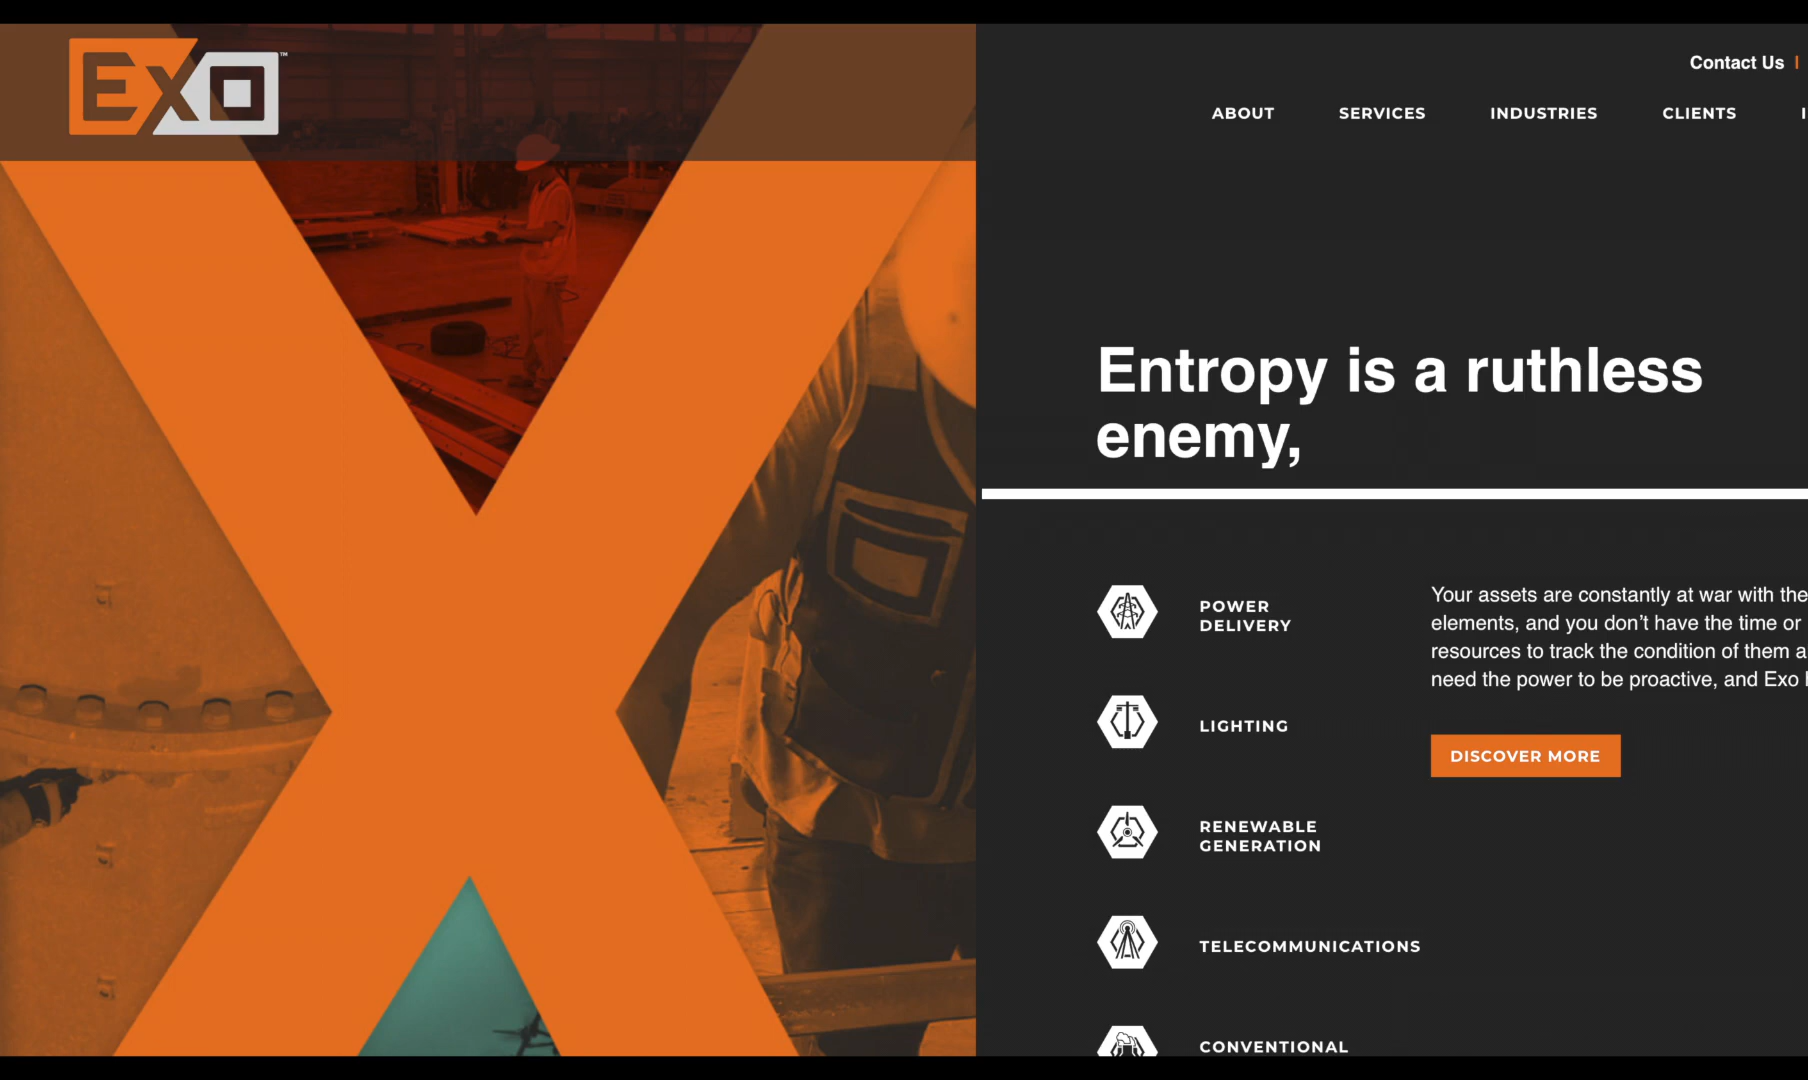 EXO™
Contact Us |
ABOUT SERVICES INDUSTRIES CLIENTS
Entropy is a ruthless
enemy,
POWER
DELIVERY
LIGHTING
RENEWABLE
GENERATION
TELECOMMUNICATIONS
CONVENTIONAL
Your assets are constantly at war with the
elements, and you don’t have the time or
resources to track the condition of them
need the power to be proactive, and Exo
DISCOVER MORE